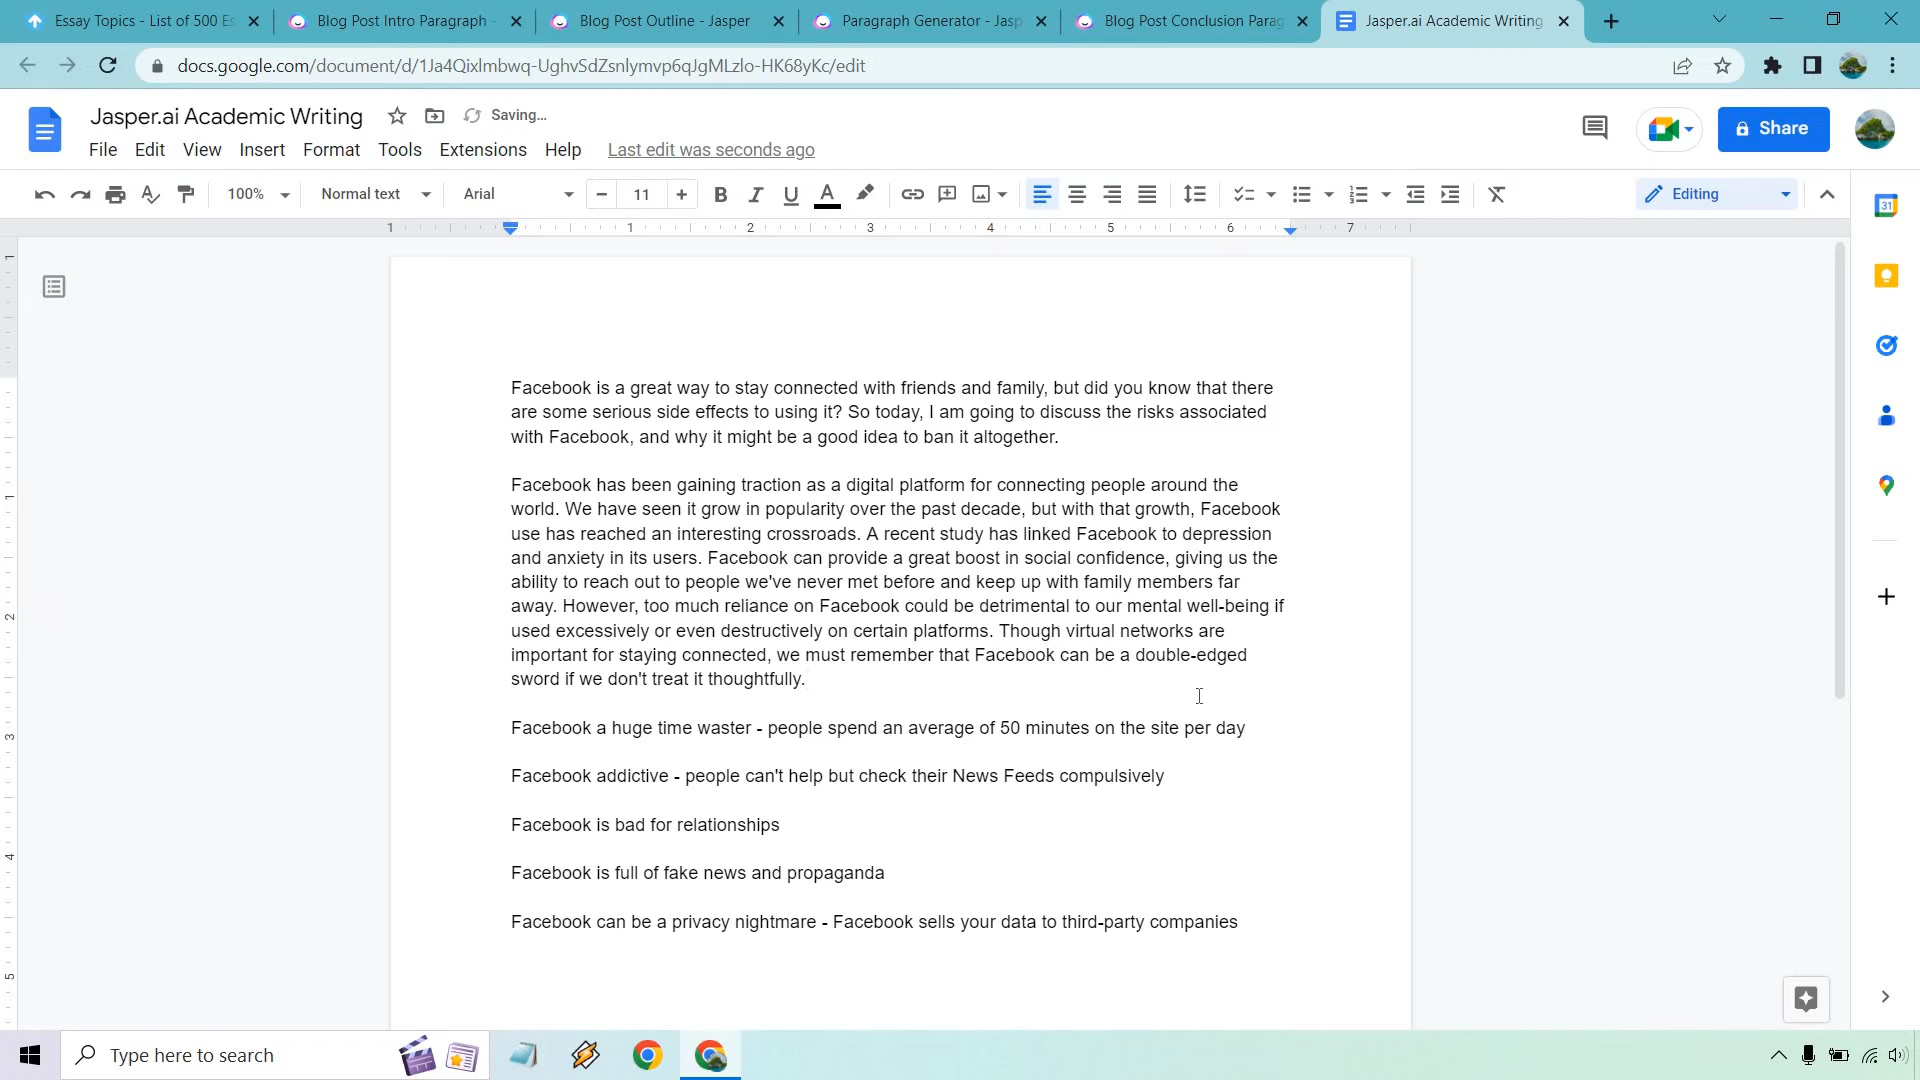 Essay Topics - List of 500 Es
Blog Post Intro Paragraph -
Blog Post Outline - Jasper
Paragraph Generator - Jasp
Blog Post Conclusion Parag
Jasper.ai Academic Writing
docs.google.com/document/d/1Ja4Qixlmbwq-UghvSdZsnlymvp6qJgMLzlo-HK68yKc/edit
Jasper.ai Academic Writing
Saving...
Share
File Edit View Insert Format Tools Extensions Help Last edit was seconds ago
100% Normal text Arial 11 Editing
1 1 2 3 4 5 6 7
31
Facebook is a great way to stay connected with friends and family, but did you know that there
are some serious side effects to using it? So today, I am going to discuss the risks associated
with Facebook, and why it might be a good idea to ban it altogether.
Facebook has been gaining traction as a digital platform for connecting people around the
world. We have seen it grow in popularity over the past decade, but with that growth, Facebook
use has reached an interesting crossroads. A recent study has linked Facebook to depression
and anxiety in its users. Facebook can provide a great boost in social confidence, giving us the
ability to reach out to people we've never met before and keep up with family members far
away. However, too much reliance on Facebook could be detrimental to our mental well-being if
used excessively or even destructively on certain platforms. Though virtual networks are
important for staying connected, we must remember that Facebook can be a double-edged
sword if we don't treat it thoughtfully.
Facebook a huge time waster - people spend an average of 50 minutes on the site per day
Facebook addictive - people can't help but check their News Feeds compulsively
Facebook is bad for relationships
Facebook is full of fake news and propaganda
Facebook can be a privacy nightmare - Facebook sells your data to third-party companies
1
1
2
3
4
5
Type here to search